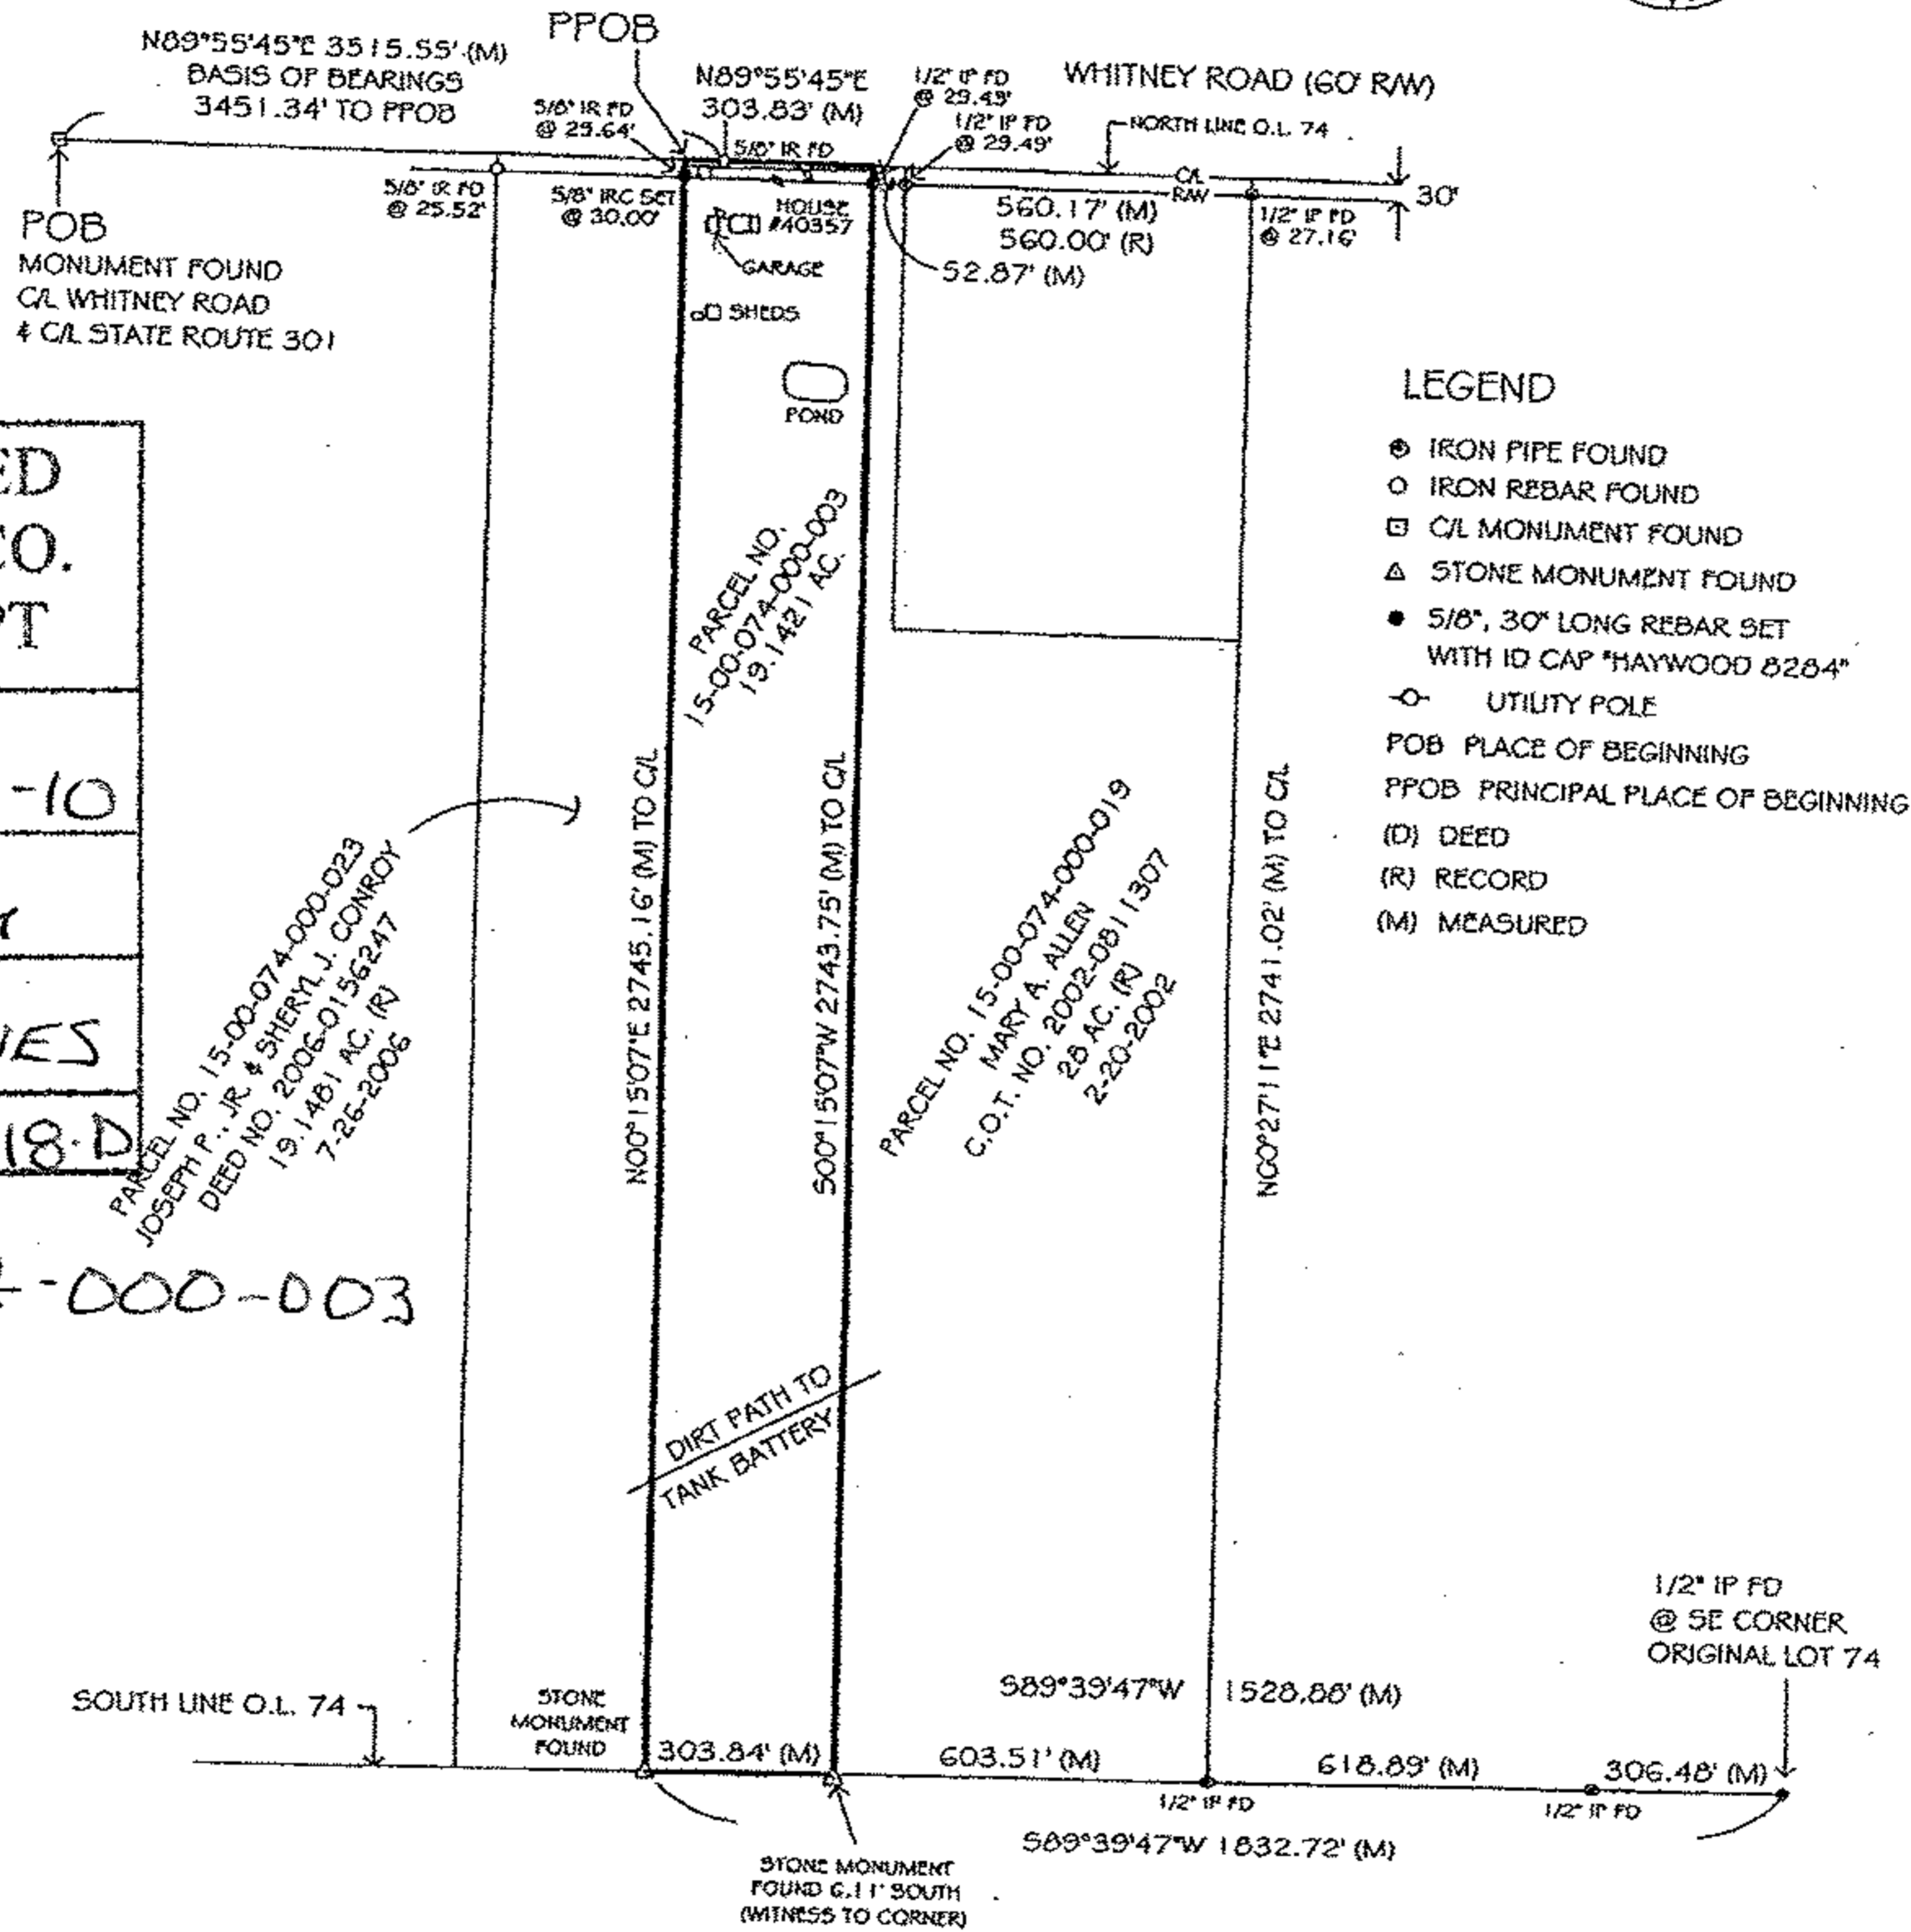 PPOB
N89°55'45"E 3515.55' (M)
BASIS OF BEARINGS
3451.34' TO PPOB
N89°55'45"E
303.83' (M)
1/2" IP FD
@ 29.49'
1/2" IP FD
@ 29.49'
WHITNEY ROAD (60' R/W)
NORTH LINE O.L. 74
5/8" IR FD
@ 29.64'
5/8" IR FD
C/L
R/W
30'
5/8" IR FD
@ 25.52'
5/8" IRC SET
@ 30.00'
HOUSE
#40357
GARAGE
560.17' (M)
560.00' (R)
52.87' (M)
1/2" IP FD
@ 27.16'
POB
MONUMENT FOUND
C/L WHITNEY ROAD
& C/L STATE ROUTE 301
SHEDS
POND
LEGEND
IRON PIPE FOUND
IRON REBAR FOUND
C/L MONUMENT FOUND
STONE MONUMENT FOUND
5/8", 30" LONG REBAR SET
WITH ID CAP "HAYWOOD 8284"
UTILITY POLE
POB PLACE OF BEGINNING
PPOB PRINCIPAL PLACE OF BEGINNING
(D) DEED
(R) RECORD
(M) MEASURED
ED
CO.
PT
-10
NES
18-D
-000-003
PARCEL NO.
15-00-074-000-003
19.1421 AC.
N00°15'07"E 2745.16' (M) TO C/L
S00°15'07"W 2743.75' (M) TO C/L
N00°27'11"E 2741.02' (M) TO C/L
PARCEL NO. 15-00-074-000-023
JOSEPH P., JR. & SHERYL J. CONROY
DEED NO. 2006-0156247
19.1481 AC. (R)
7-26-2006
PARCEL NO. 15-00-074-000-019
MARY A. ALLEN
C.O.T. NO. 2002-0811307
28 AC. (R)
2-20-2002
DIRT PATH TO
TANK BATTERY
1/2" IP FD
@ SE CORNER
ORIGINAL LOT 74
SOUTH LINE O.L. 74
STONE
MONUMENT
FOUND
S89°39'47"W 1528.88' (M)
303.84' (M)
603.51' (M)
618.89' (M)
306.48' (M)
1/2" IP FD
1/2" IP FD
S89°39'47"W 1832.72' (M)
STONE MONUMENT
FOUND 6.11' SOUTH
(WITNESS TO CORNER)